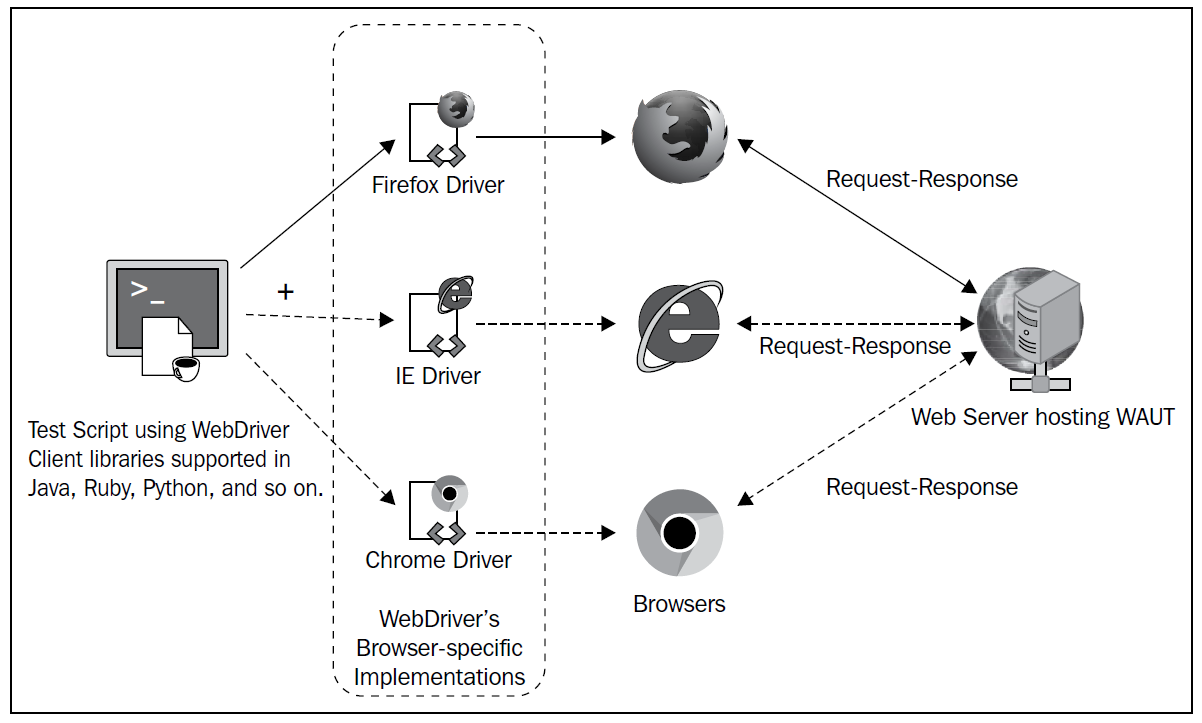 Firefox Driver
Request-Response
>_
+
IE Driver
Request-Response
Test Script using WebDriver
Client libraries supported in
Java, Ruby, Python, and so on.
Web Server hosting WAUT
Request-Response
Chrome Driver
Browsers
WebDriver’s
Browser-specific
Implementations